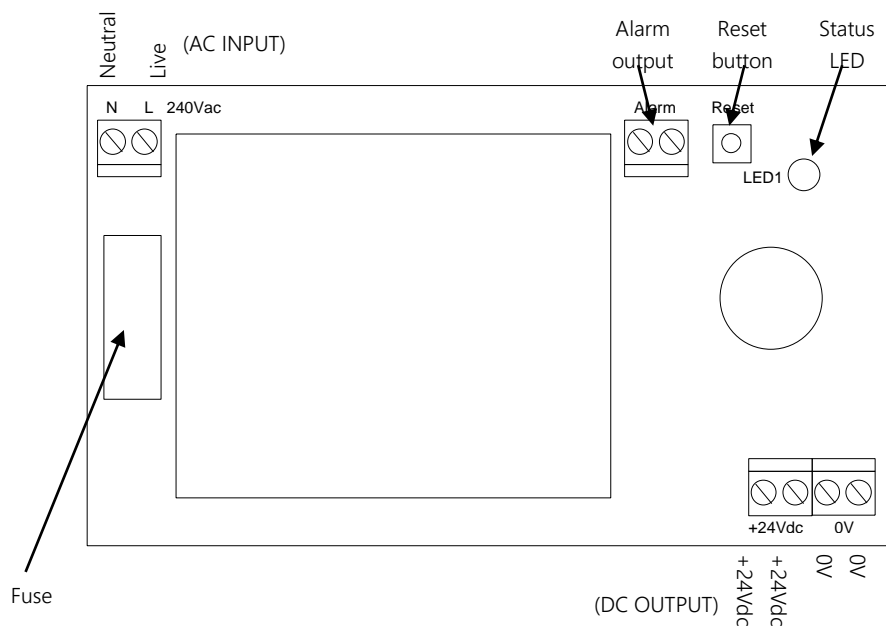 Neutral
Live
(AC INPUT)
Alarm
output
Reset
button
Status
LED
N
L
240Vac
Alarm
Reset
LED1
+24Vdc
0V
Fuse
(DC OUTPUT)
+24Vdc
+24Vdc
0V
0V